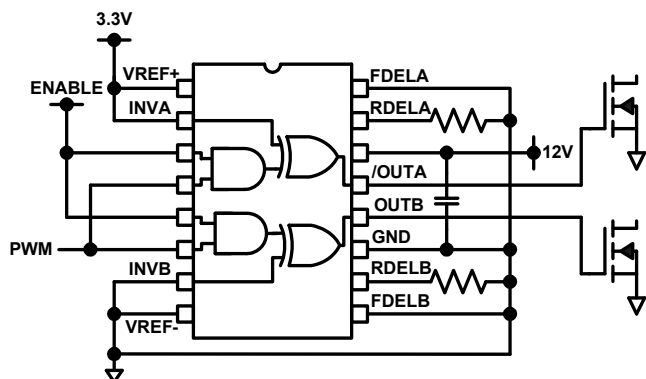 3.3V
VREF+
ENABLE
INVA
PWM
INVB
VREF-
FDELA
RDELA
12V
/OUTA
OUTB
GND
RDELB
FDELB